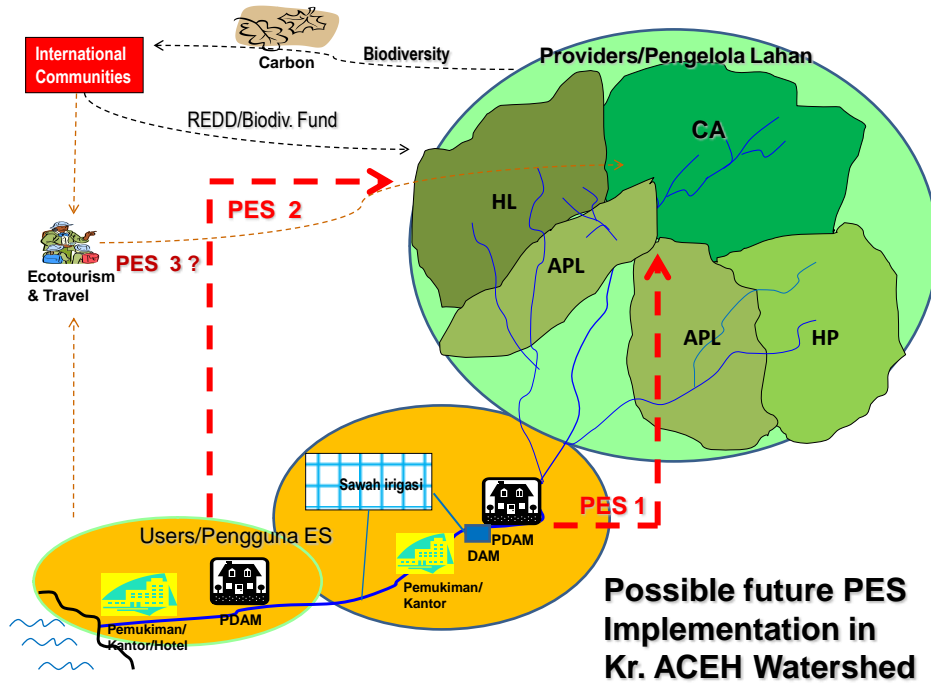 International
Communities
Carbon
Biodiversity
Providers/Pengelola Lahan
REDD/Biodiv. Fund
CA
HL
PES 2
APL
PES 3 ?
Ecotourism
& Travel
APL
HP
Sawah irigasi
PES 1
PDAM
DAM
Users/Pengguna ES
Pemukiman/
Kantor
PDAM
Pemukiman/
Kantor/Hotel
Possible future PES
Implementation in
Kr. ACEH Watershed